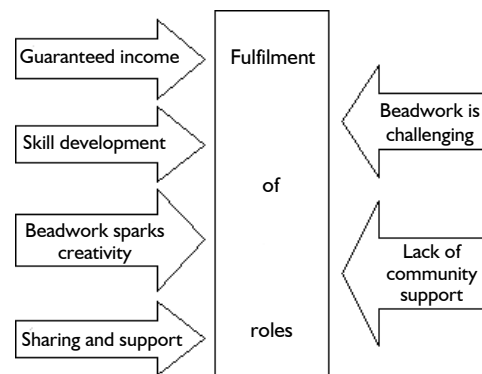 Guaranteed income
Skill development
Beadwork sparks
creativity
Sharing and support
Fulfilment
of
roles
Beadwork is
challenging
Lack of
community
support